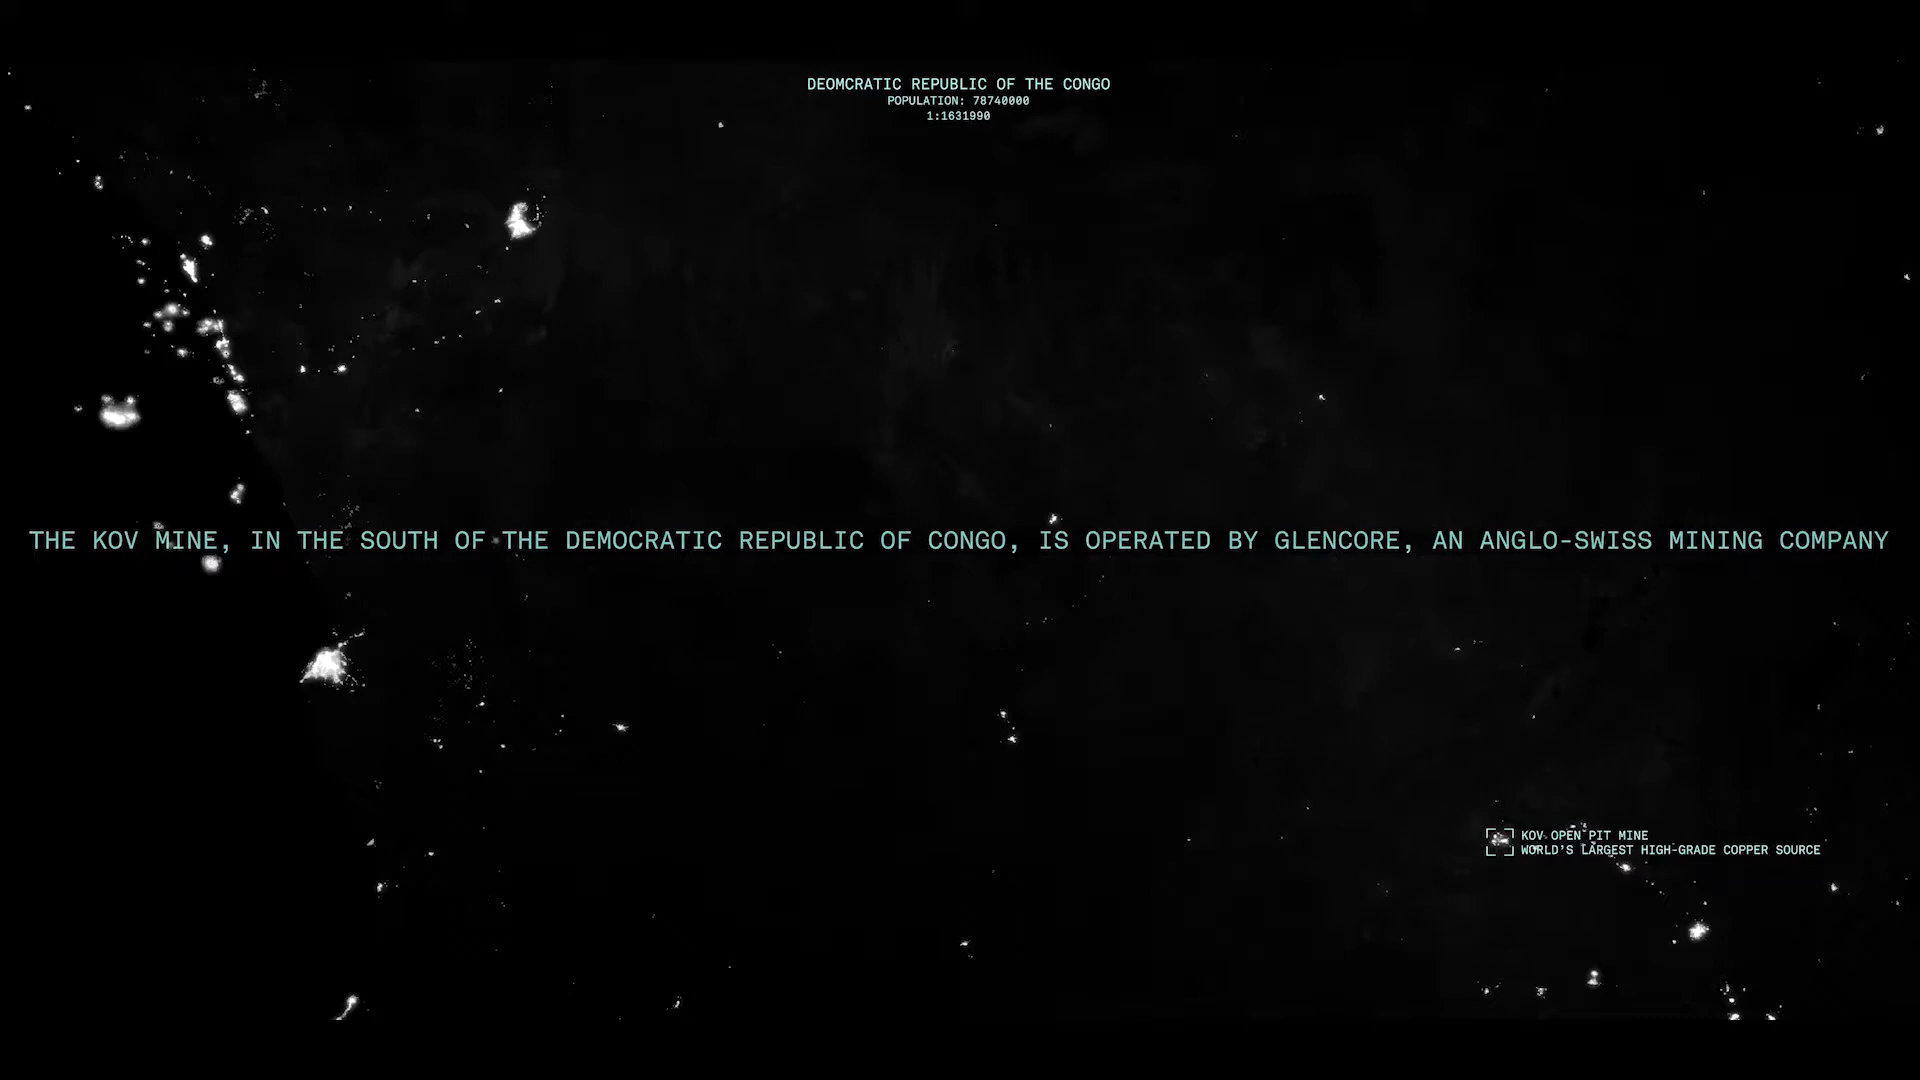 DEOMCRATIC REPUBLIC OF THE CONGO
POPULATION: 78740000
1:1631990
THE KOV MINE, IN THE SOUTH OF THE DEMOCRATIC REPUBLIC OF CONGO, IS OPERATED BY GLENCORE, AN ANGLO-SWISS MINING COMPANY
KOV OPEN PIT MINE
WORLD'S LARGEST HIGH-GRADE COPPER SOURCE